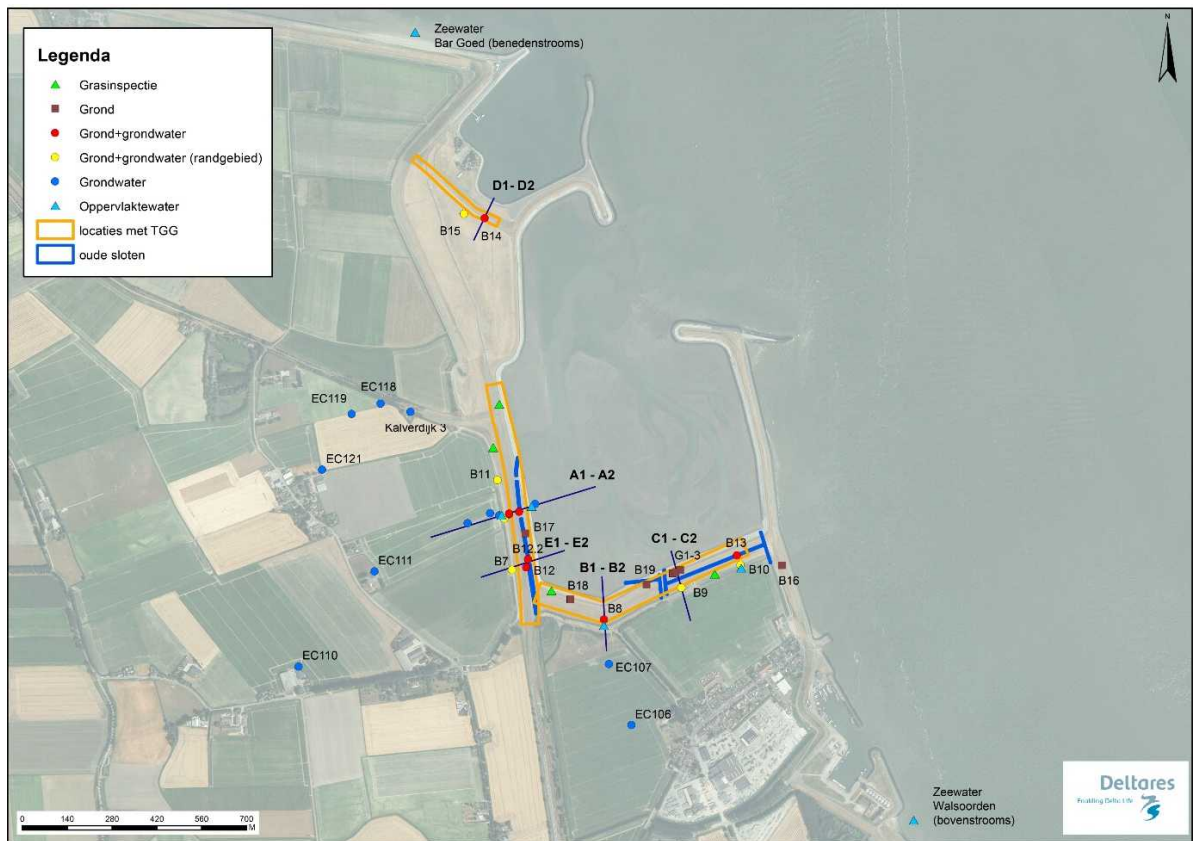 Zeewater
Bar Goed (benedenstrooms)
N
Legenda
Grasinspectie
Grond
Grond+grondwater
Grond+grondwater (randgebied)
Grondwater
Oppervlaktewater
locaties met TGG
oude sloten
D1- D2
B15
B14
EC118
EC119
Kalverdijk 3
EC121
B11
A1 - A2
B17
E1 - E2
B12.2
B7
B12
C1 - C2
G1-3
B13
B19
B10
B16
B1 - B2
B18
B8
B9
EC111
EC110
EC107
EC106
Zeewater
Walsoorden
(bovenstrooms)
Deltares
Enabling Delta Life
0 140 280 420 560 700
M